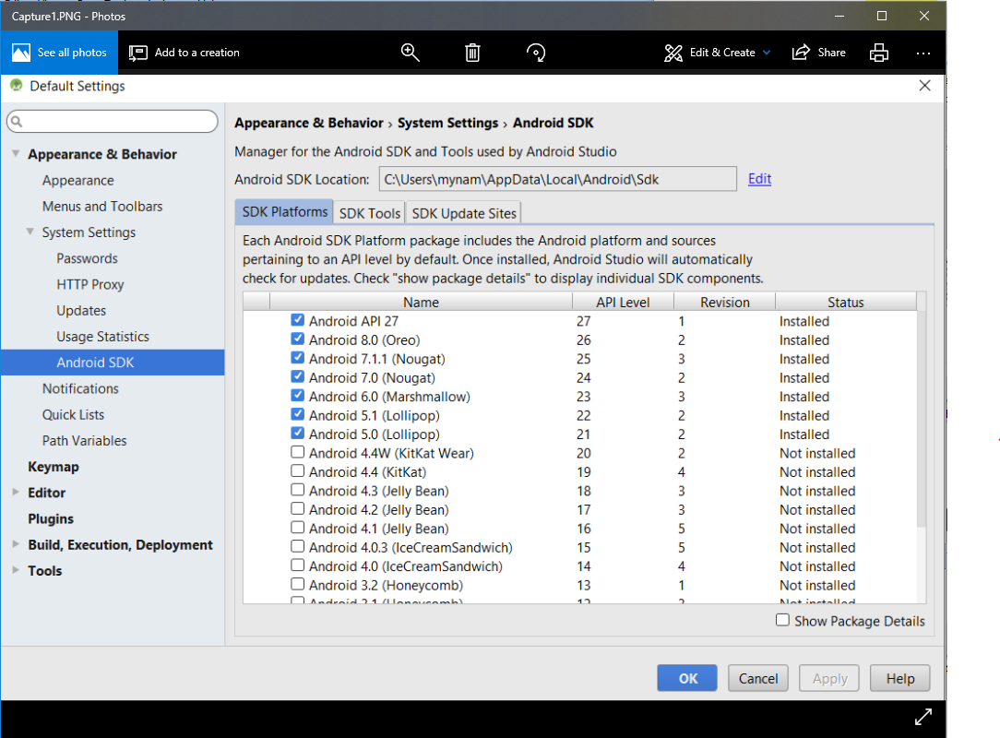 Capture1.PNG - Photos
See all photos
Add to a creation
Edit & Create
Share
Default Settings
Appearance & Behavior
Appearance
Menus and Toolbars
System Settings
Passwords
HTTP Proxy
Updates
Usage Statistics
Android SDK
Notifications
Quick Lists
Path Variables
Keymap
Editor
Plugins
Build, Execution, Deployment
Tools
Appearance & Behavior › System Settings › Android SDK
Manager for the Android SDK and Tools used by Android Studio
Android SDK Location: C:\Users\mynam\AppData\Local\Android\Sdk Edit
SDK Platforms SDK Tools SDK Update Sites
Each Android SDK Platform package includes the Android platform and sources
pertaining to an API level by default. Once installed, Android Studio will automatically
check for updates. Check "show package details" to display individual SDK components.
Name API Level Revision Status
Android API 27 27 1 Installed
Android 8.0 (Oreo) 26 2 Installed
Android 7.1.1 (Nougat) 25 3 Installed
Android 7.0 (Nougat) 24 2 Installed
Android 6.0 (Marshmallow) 23 3 Installed
Android 5.1 (Lollipop) 22 2 Installed
Android 5.0 (Lollipop) 21 2 Installed
Android 4.4W (KitKat Wear) 20 2 Not installed
Android 4.4 (KitKat) 19 4 Not installed
Android 4.3 (Jelly Bean) 18 3 Not installed
Android 4.2 (Jelly Bean) 17 3 Not installed
Android 4.1 (Jelly Bean) 16 5 Not installed
Android 4.0.3 (IceCreamSandwich) 15 5 Not installed
Android 4.0 (IceCreamSandwich) 14 4 Not installed
Android 3.2 (Honeycomb) 13 1 Not installed
Android 3.1 (Honeycomb) 12 Not installed
Show Package Details
OK Cancel Apply Help